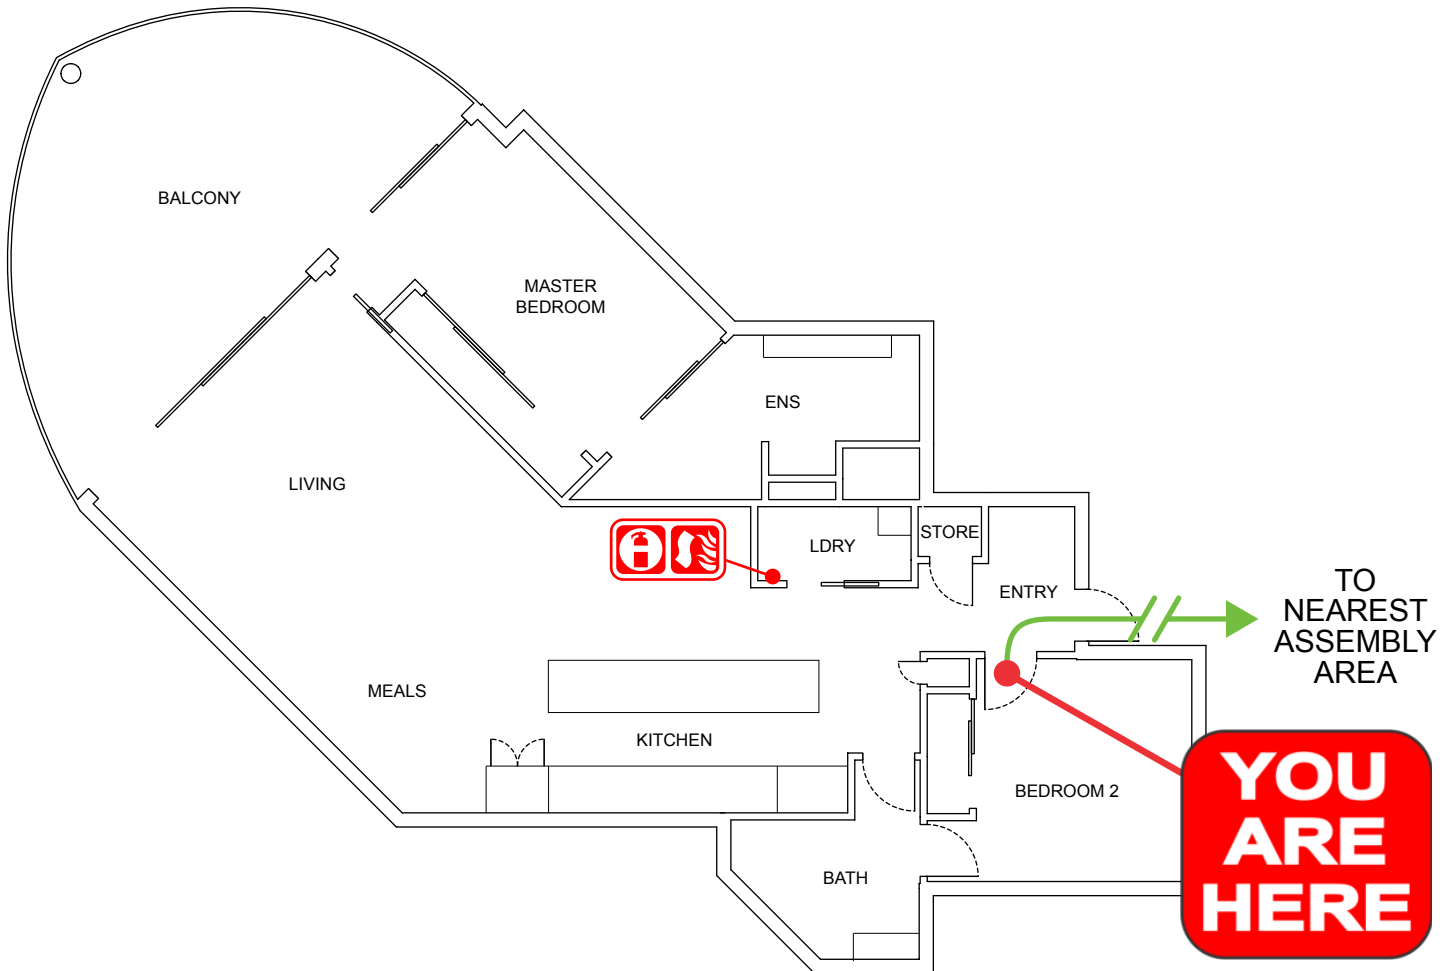 BALCONY
MASTER
BEDROOM
ENS
LIVING
LDRY
STORE
ENTRY
TO
NEAREST
ASSEMBLY
AREA
MEALS
KITCHEN
BEDROOM 2
BATH
YOU
ARE
HERE